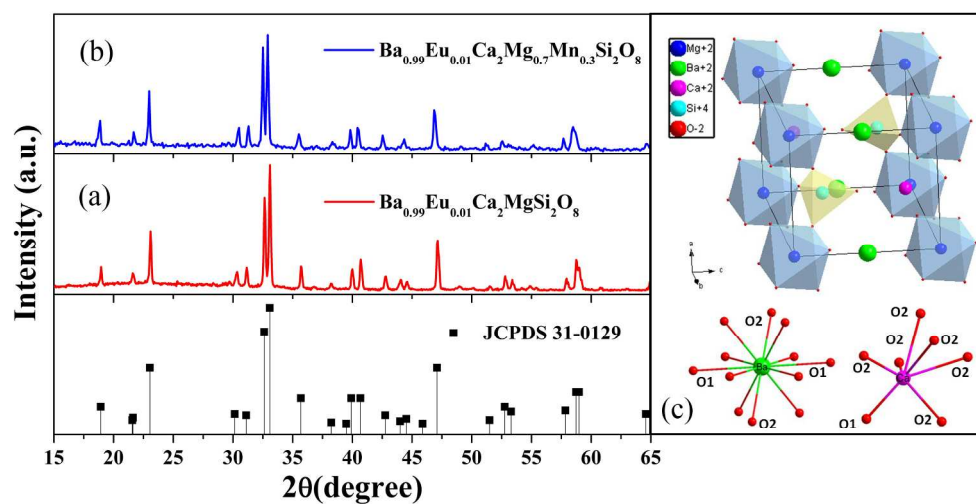 (b)
Ba0.99Eu0.01Ca2Mg0.7Mn0.3Si2O8
(a)
Ba0.99Eu0.01Ca2MgSi2O8
JCPDS 31-0129
Intensity (a.u.)
15 20 25 30 35 40 45 50 55 60 65
2θ(degree)
Mg+2
Ba+2
Ca+2
Si+4
O-2
a
c
b
O2
O1
Ba
O1
O2
O2
O2
O2
O2
O2
O1
O2
(c)